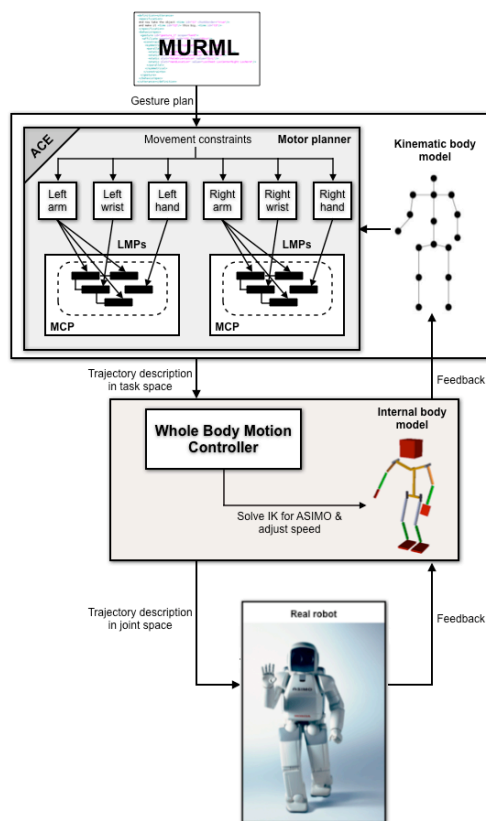 MURML
Gesture plan
ACE
Movement constraints
Motor planner
Kinematic body
model
Left
arm
Left
wrist
Left
hand
Right
arm
Right
wrist
Right
hand
LMPs
LMPs
MCP
MCP
Trajectory description
in task space
Feedback
Whole Body Motion
Controller
Internal body
model
Solve IK for ASIMO &
adjust speed
Trajectory description
in joint space
Feedback
Real robot